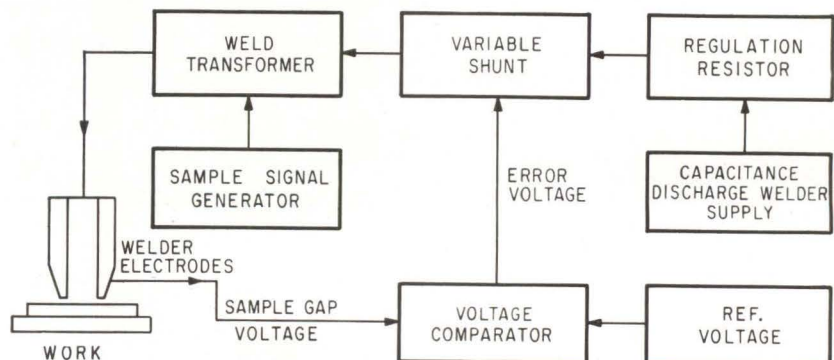 WELD
TRANSFORMER
VARIABLE
SHUNT
REGULATION
RESISTOR
SAMPLE SIGNAL
GENERATOR
ERROR
VOLTAGE
CAPACITANCE
DISCHARGE WELDER
SUPPLY
WELDER
ELECTRODES
SAMPLE GAP
VOLTAGE
VOLTAGE
COMPARATOR
REF.
VOLTAGE
WORK